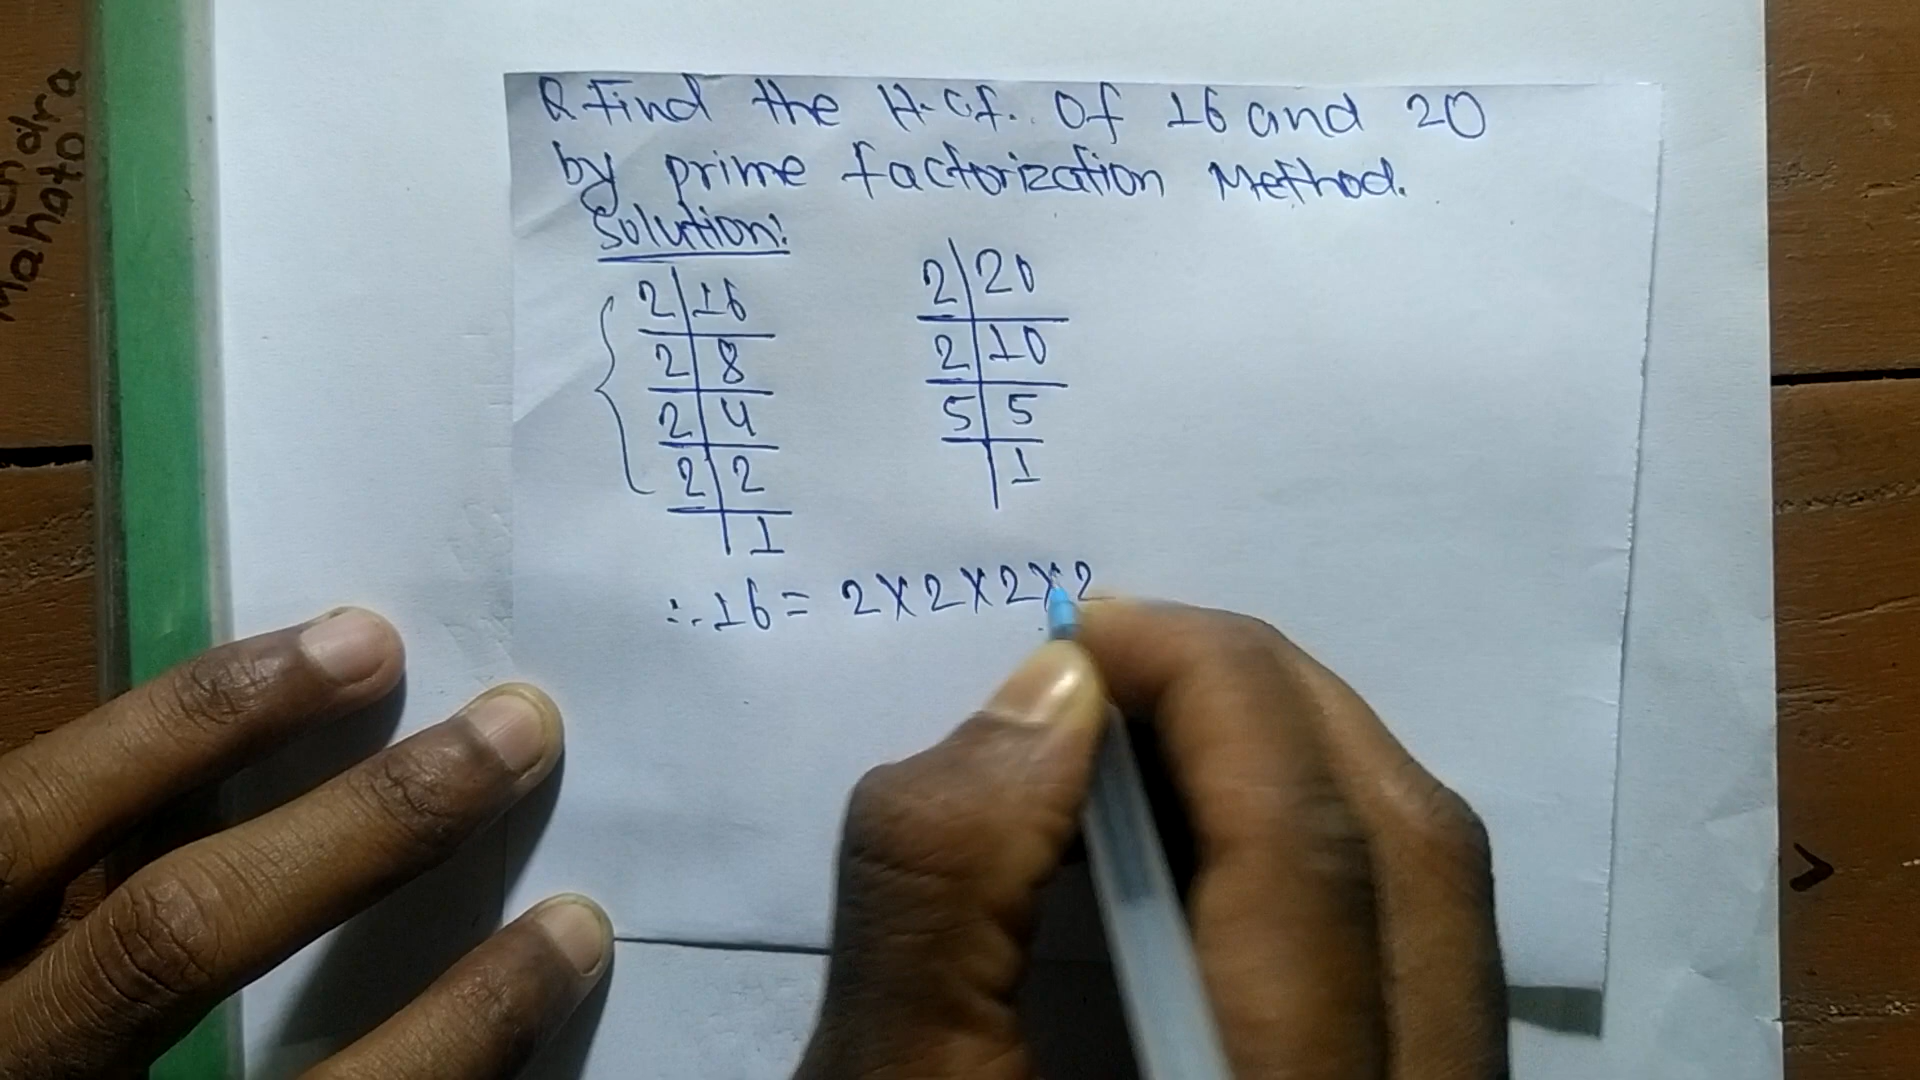 Q. Find the H.C.f. Of 16 and 20
by prime factorization Method.
Solution:
2 16
2 8
2 4
2 2
1
2 20
2 10
5 5
1
∴ 16 = 2 × 2 × 2 × 2
Mahato